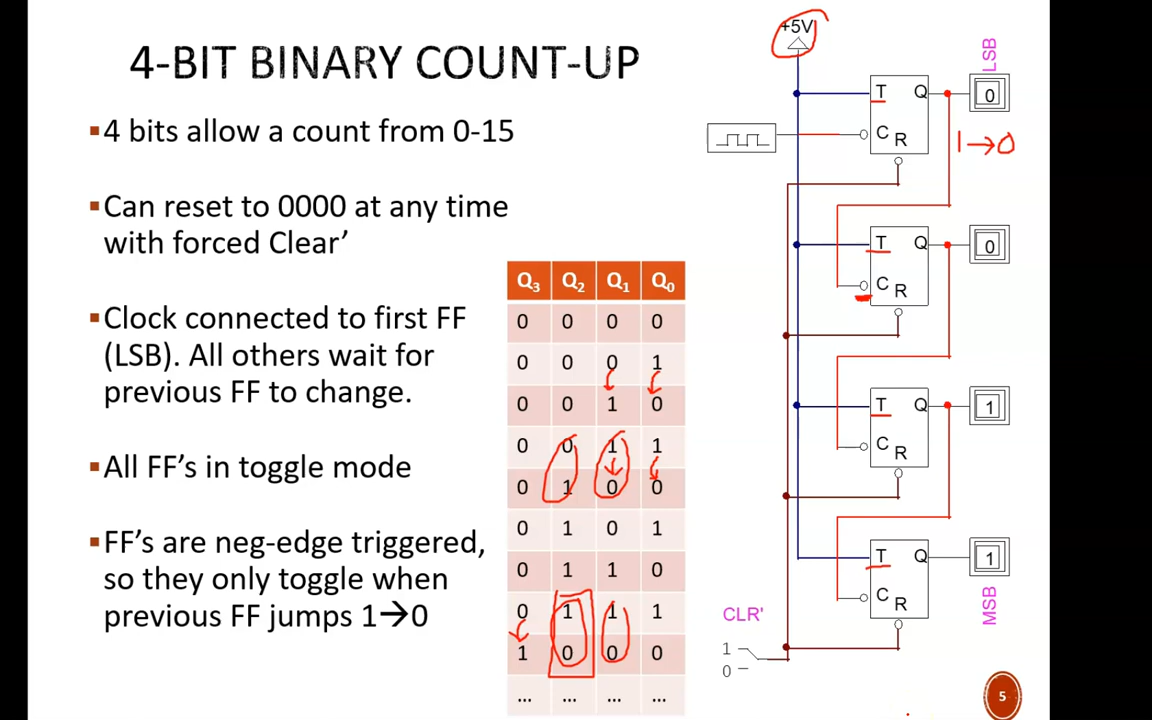 4-BIT BINARY COUNT-UP
▪4 bits allow a count from 0-15
▪Can reset to 0000 at any time
with forced Clear’
▪Clock connected to first FF
(LSB). All others wait for
previous FF to change.
▪All FF’s in toggle mode
▪FF’s are neg-edge triggered,
so they only toggle when
previous FF jumps 1→0
Q3 Q2 Q1 Q0
0 0 0 0
0 0 0 1
0 0 1 0
0 0 1 1
0 1 0 0
0 1 0 1
0 1 1 0
0 1 1 1
1 0 0 0
... ... ... ...
+5V
LSB
T Q 0
C R
1→0
T Q 0
C R
T Q 1
C R
T Q 1
C R
MSB
CLR'
1
0
5